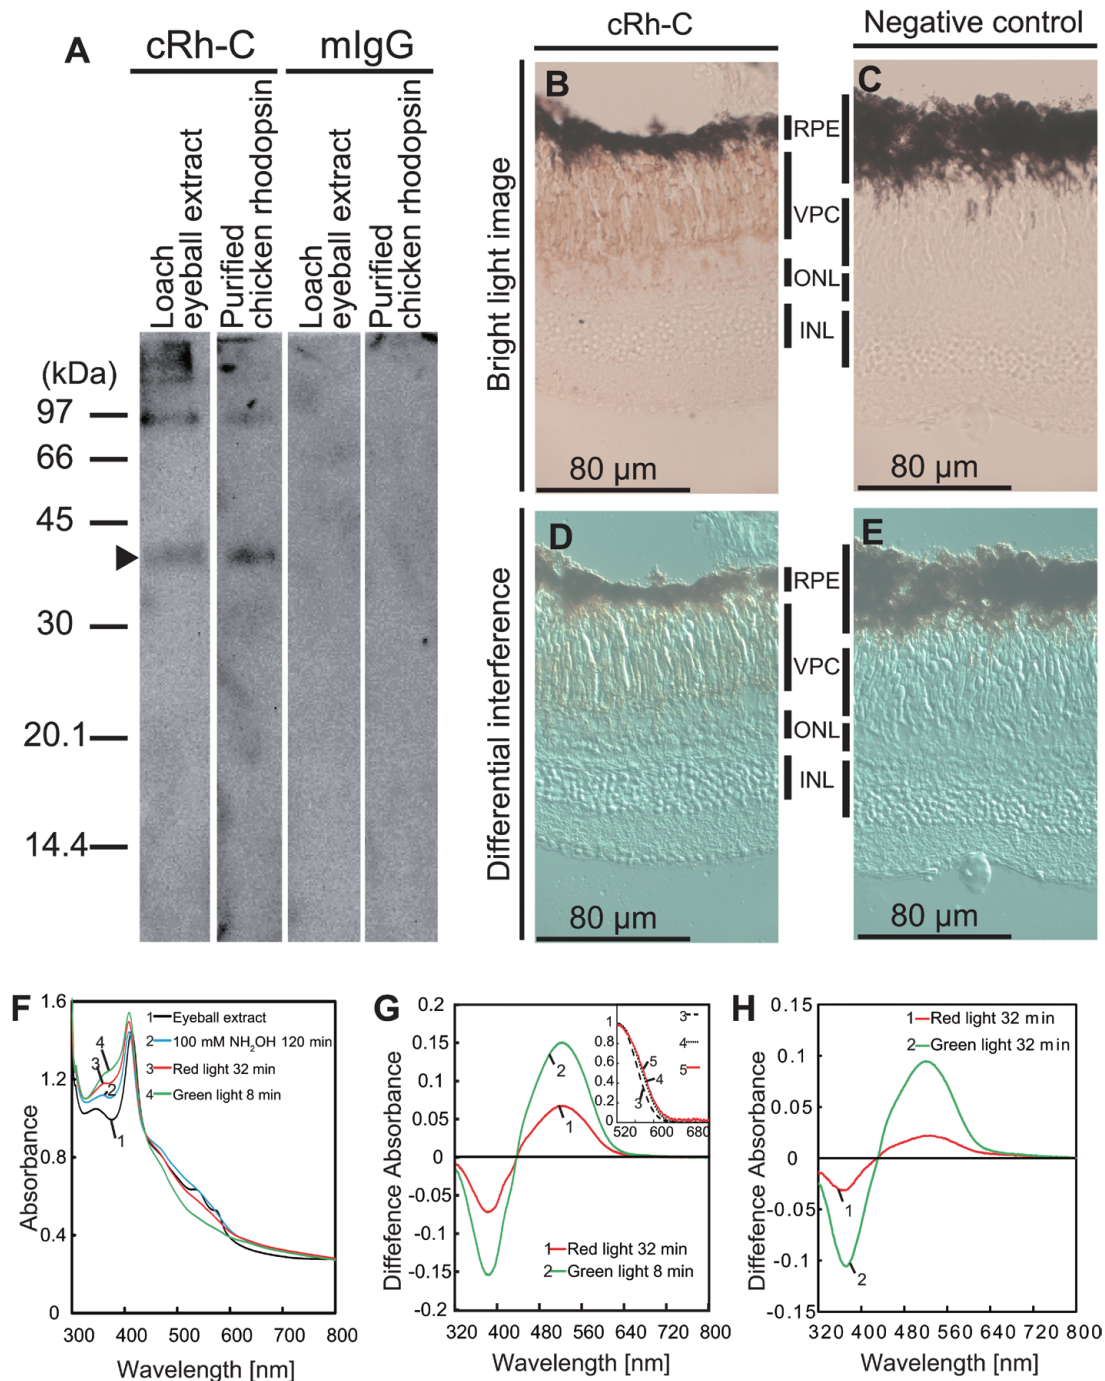 A
cRh-C
mIgG
Loach
eyeball extract
Purified
chicken rhodopsin
Loach
eyeball extract
Purified
chicken rhodopsin
(kDa)
97
66
45
30
20.1
14.4
cRh-C
Negative control
Bright light image
B
C
RPE
VPC
ONL
INL
80 µm
80 µm
Differential interference
D
E
RPE
VPC
ONL
INL
80 µm
80 µm
F
1.6
1.2
0.8
0.4
0
Absorbance
1 Eyeball extract
2 100 mM NH2OH 120 min
3 Red light 32 min
4 Green light 8 min
4
3
2
1
300 400 500 600 700 800
Wavelength [nm]
G
0.2
0.15
0.1
0.05
0
-0.05
-0.1
-0.15
-0.2
Diffefence Absorbance
2
1
1 Red light 32 min
2 Green light 8 min
1
0.8
0.6
0.4
0.2
0
3
4
5
5
4
3
520 600 680
320 400 480 560 640 720 800
Wavelength [nm]
H
0.15
0.1
0.05
0
-0.05
-0.1
-0.15
Diffefence Absorbance
1 Red light 32 min
2 Green light 32 min
1
2
320 400 480 560 640 720 800
Wavelength [nm]